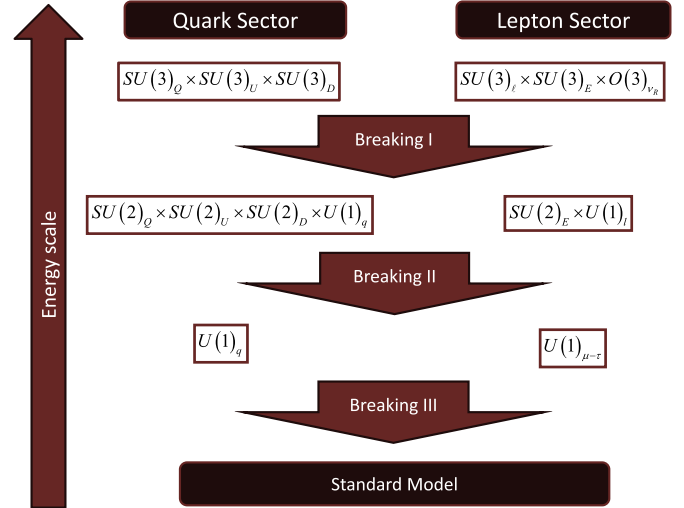 Quark Sector
Lepton Sector
SU(3)_Q × SU(3)_U × SU(3)_D
SU(3)_ℓ × SU(3)_E × O(3)_{ν_R}
Breaking I
SU(2)_Q × SU(2)_U × SU(2)_D × U(1)_q
SU(2)_E × U(1)_l
Breaking II
U(1)_q
U(1)_{μ−τ}
Breaking III
Standard Model
Energy scale